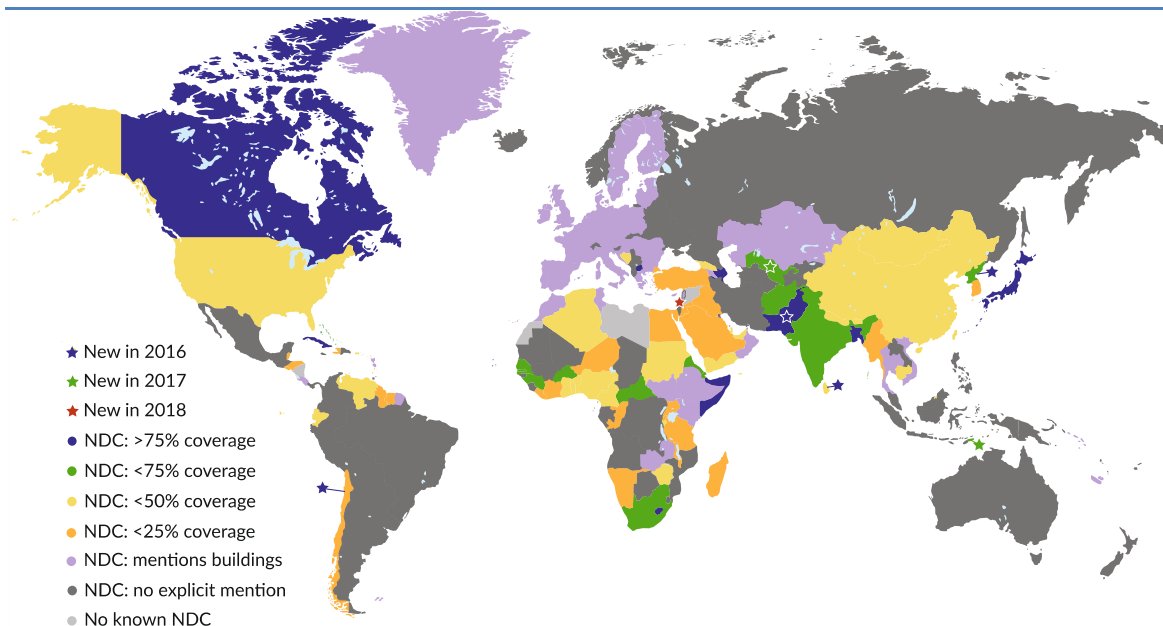 New in 2016
New in 2017
New in 2018
NDC: >75% coverage
NDC: <75% coverage
NDC: <50% coverage
NDC: <25% coverage
NDC: mentions buildings
NDC: no explicit mention
No known NDC